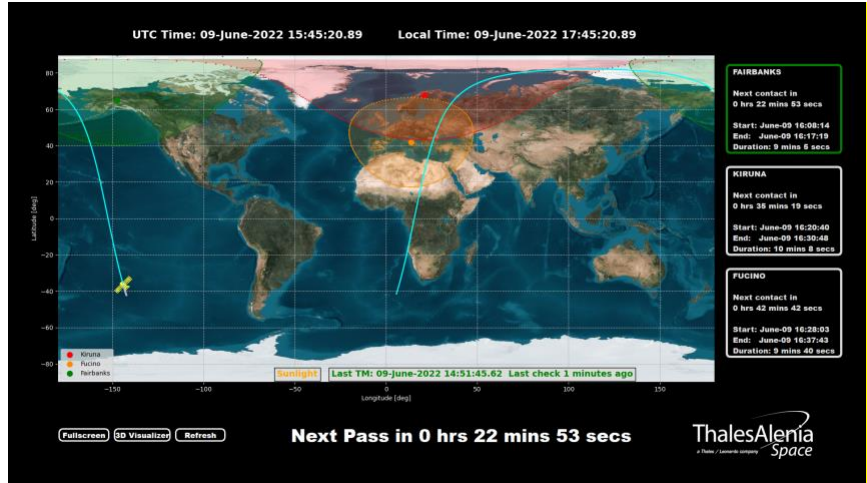 UTC Time: 09-June-2022 15:45:20.89 Local Time: 09-June-2022 17:45:20.89
FAIRBANKS
Next contact in
0 hrs 22 mins 53 secs
Start: June-09 16:08:14
End: June-09 16:17:19
Duration: 9 mins 6 secs
KIRUNA
Next contact in
0 hrs 35 mins 19 secs
Start: June-09 16:20:40
End: June-09 16:30:48
Duration: 10 mins 8 secs
FUCINO
Next contact in
0 hrs 42 mins 42 secs
Start: June-09 16:28:03
End: June-09 16:37:43
Duration: 9 mins 40 secs
Latitude [deg]
80
60
40
20
0
−20
−40
−60
−80
Kiruna
Fucino
Fairbanks
Sunlight
Last TM: 09-June-2022 14:51:45.62 Last check 1 minutes ago
−150 −100 −50 0 50 100 150
Longitude [deg]
Fullscreen 3D Visualizer Refresh
Next Pass in 0 hrs 22 mins 53 secs
ThalesAlenia
a Thales / Leonardo company Space